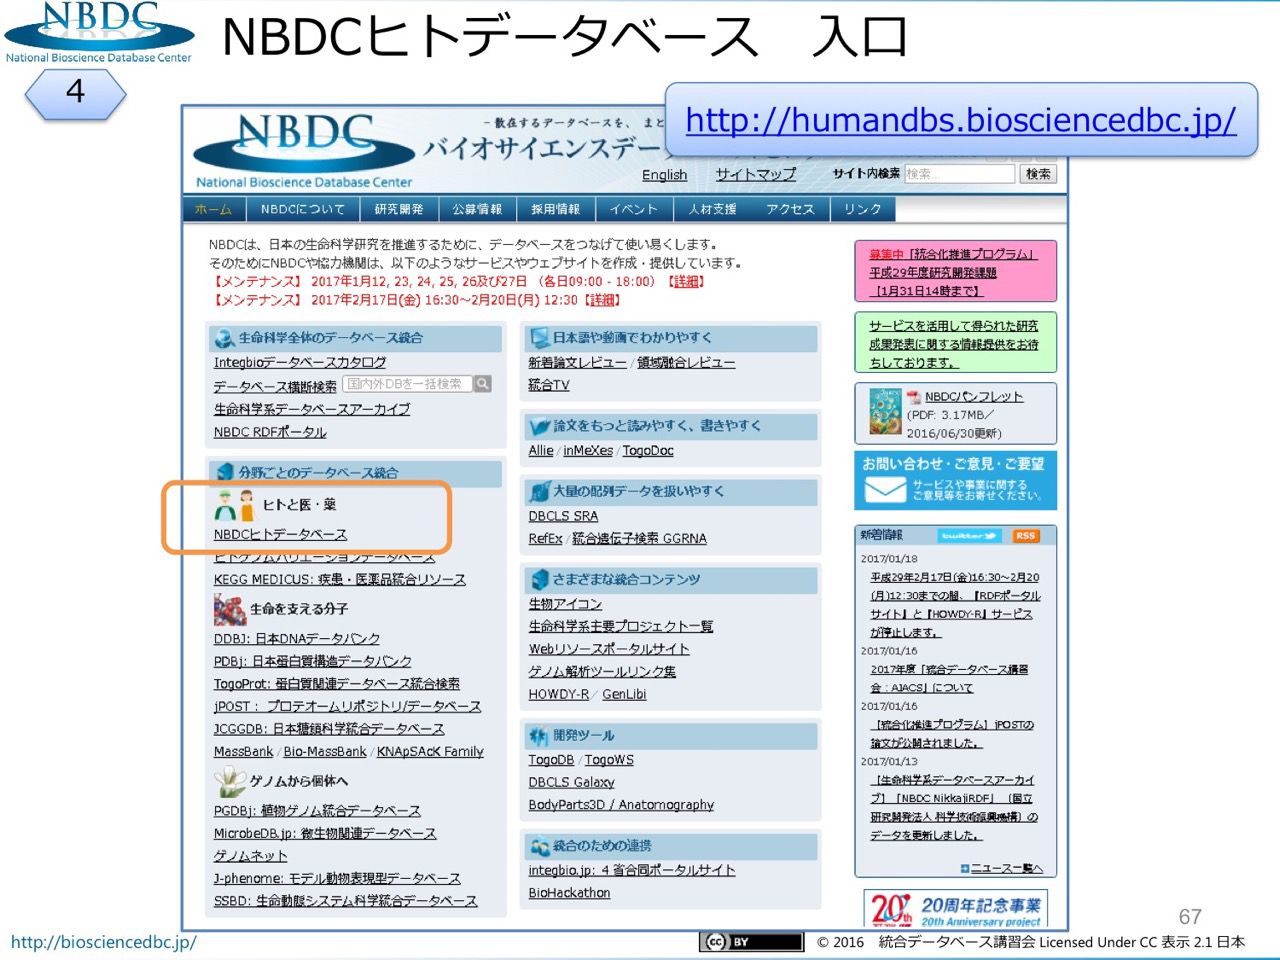 NBDC
National Bioscience Database Center
NBDCヒトデータベース　入口
4
http://humandbs.biosciencedbc.jp/
NBDC
National Bioscience Database Center
－散在するデータベースを、まと
バイオサイエンスデー
English サイトマップ サイト内検索 検索... 検索
ホーム NBDCについて 研究開発 公募情報 採用情報 イベント 人材支援 アクセス リンク
NBDCは、日本の生命科学研究を推進するために、データベースをつなげて使い易くします。
そのためにNBDCや協力機関は、以下のようなサービスやウェブサイトを作成・提供しています。
【メンテナンス】 2017年1月12, 23, 24, 25, 26及び27日 （各日09:00 - 18:00）【詳細】
【メンテナンス】 2017年2月17日(金) 16:30～2月20日(月) 12:30【詳細】
生命科学全体のデータベース統合
Integbioデータベースカタログ
データベース横断検索 国内外DBを一括検索
生命科学系データベースアーカイブ
NBDC RDFポータル
分野ごとのデータベース統合
ヒトと医・薬
NBDCヒトデータベース
ヒトゲノムバリエーションデータベース
KEGG MEDICUS: 疾患・医薬品統合リソース
生命を支える分子
DDBJ: 日本DNAデータバンク
PDBj: 日本蛋白質構造データバンク
TogoProt: 蛋白質関連データベース統合検索
jPOST： プロテオームリポジトリ/データベース
JCGGDB: 日本糖鎖科学統合データベース
MassBank / Bio-MassBank / KNApSAcK Family
ゲノムから個体へ
PGDBj: 植物ゲノム統合データベース
MicrobeDB.jp: 微生物関連データベース
ゲノムネット
J-phenome: モデル動物表現型データベース
SSBD: 生命動態システム科学統合データベース
日本語や動画でわかりやすく
新着論文レビュー / 領域融合レビュー
統合TV
論文をもっと読みやすく、書きやすく
Allie / inMeXes / TogoDoc
大量の配列データを扱いやすく
DBCLS SRA
RefEx / 統合遺伝子検索 GGRNA
さまざまな統合コンテンツ
生物アイコン
生命科学系主要プロジェクト一覧
Webリソースポータルサイト
ゲノム解析ツールリンク集
HOWDY-R / GenLibi
開発ツール
TogoDB / TogoWS
DBCLS Galaxy
BodyParts3D / Anatomography
統合のための連携
integbio.jp: 4 省合同ポータルサイト
BioHackathon
募集中「統合化推進プログラム」
平成29年度研究開発課題
【1月31日14時まで】
サービスを活用して得られた研究
成果発表に関する情報提供をお待
ちしております。
NBDCパンフレット
(PDF: 3.17MB／
2016/06/30更新)
お問い合わせ・ご意見・ご要望
サービスや事業に関する
ご意見等をお寄せください。
新着情報 twitter RSS
2017/01/18
平成29年2月17日(金)16:30～2月20
(月)12:30までの間、『RDFポータル
サイト』と『HOWDY-R』サービス
が停止します。
2017/01/16
2017年度「統合データベース講習
会：AJACS」について
2017/01/16
【統合化推進プログラム】jPOSTの
論文が公開されました。
2017/01/13
【生命科学系データベースアーカイ
ブ】「NBDC NikkajiRDF」（国立
研究開発法人 科学技術振興機構）の
データを更新しました。
ニュース一覧へ
20th 20周年記念事業
20th Anniversary project
67
http://biosciencedbc.jp/
CC BY
© 2016　統合データベース講習会 Licensed Under CC 表示 2.1 日本